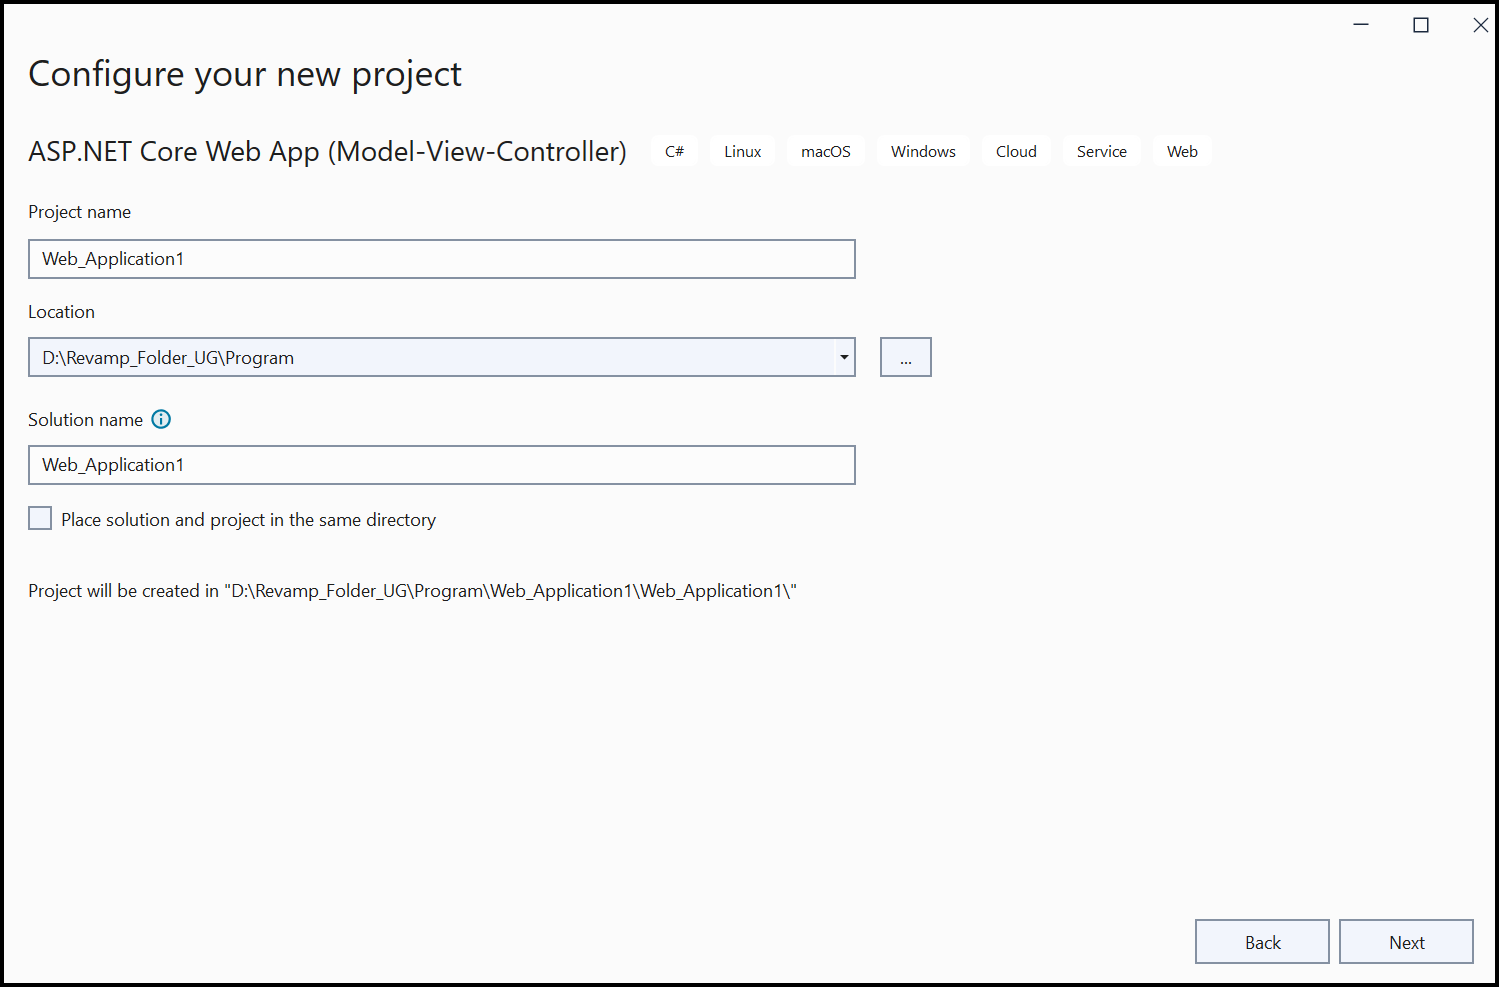 Configure your new project
ASP.NET Core Web App (Model-View-Controller) C# Linux macOS Windows Cloud Service Web
Project name
Web_Application1
Location
D:\Revamp_Folder_UG\Program ...
Solution name
Web_Application1
Place solution and project in the same directory
Project will be created in "D:\Revamp_Folder_UG\Program\Web_Application1\Web_Application1\"
Back Next